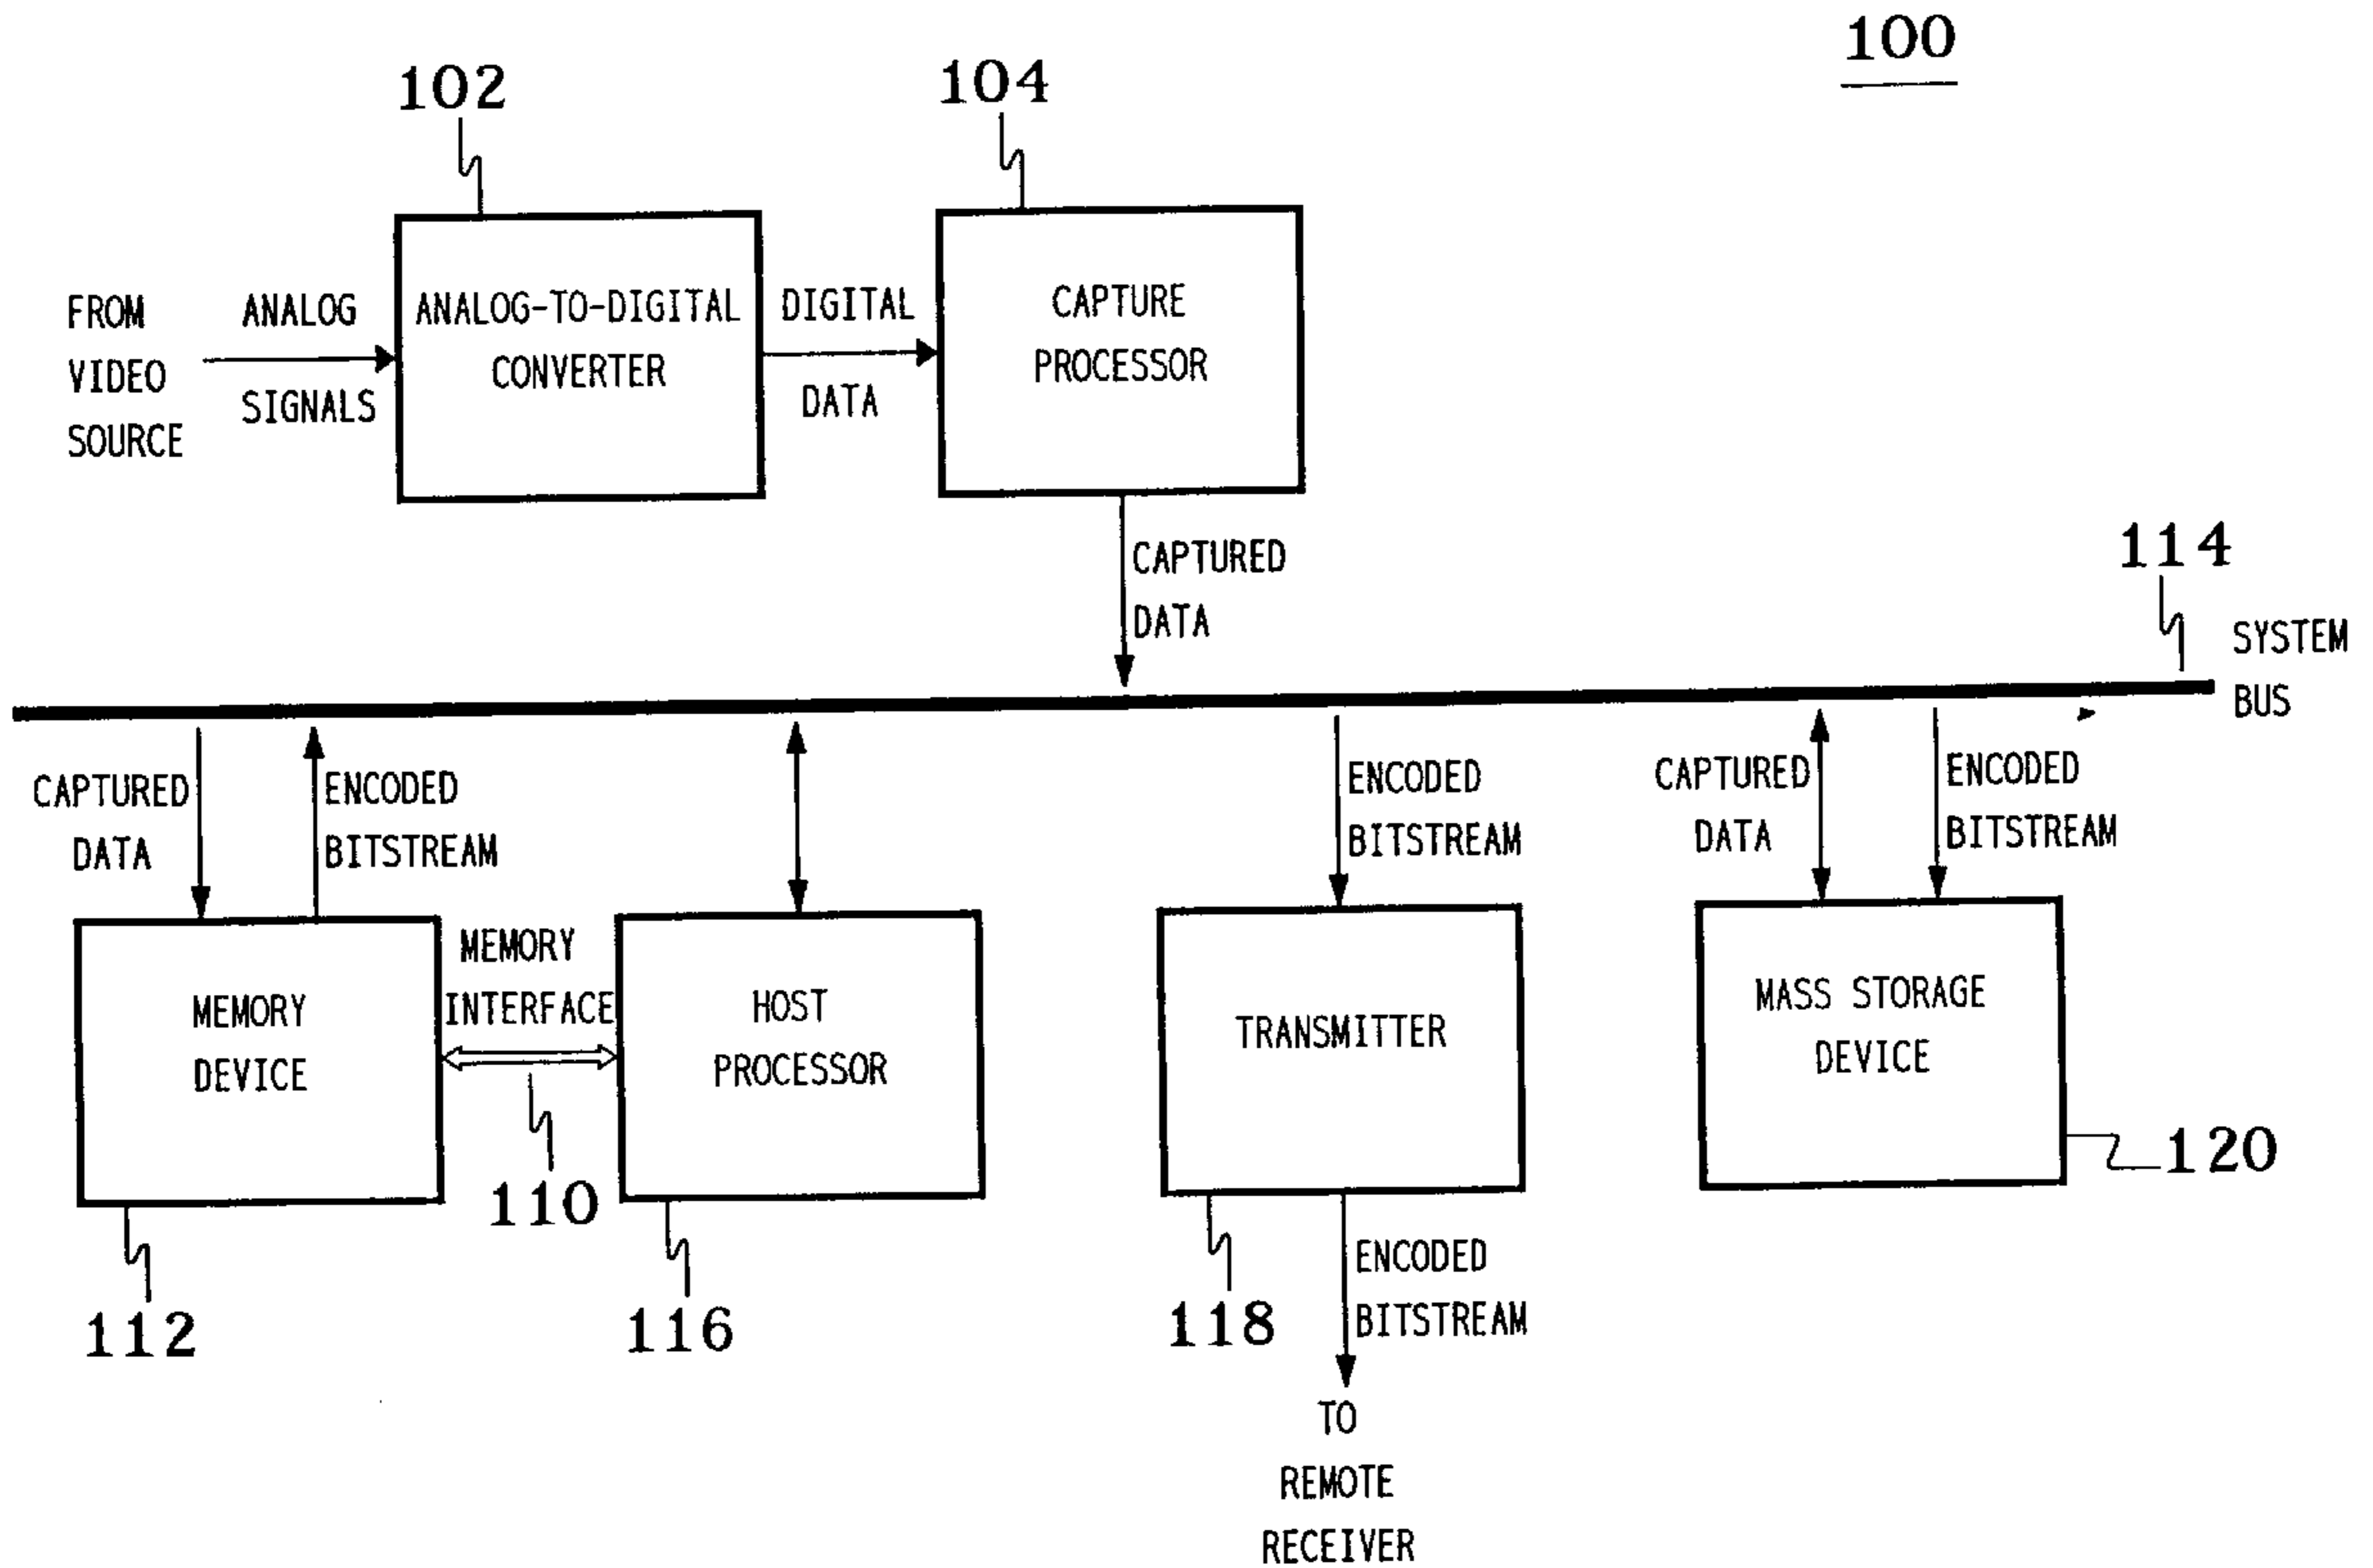 100
102
104
FROM
VIDEO
SOURCE
ANALOG
SIGNALS
ANALOG-TO-DIGITAL
CONVERTER
DIGITAL
DATA
CAPTURE
PROCESSOR
CAPTURED
DATA
114
SYSTEM
BUS
CAPTURED
DATA
ENCODED
BITSTREAM
ENCODED
BITSTREAM
CAPTURED
DATA
ENCODED
BITSTREAM
MEMORY
DEVICE
MEMORY
INTERFACE
HOST
PROCESSOR
TRANSMITTER
MASS STORAGE
DEVICE
110
120
112
116
118
ENCODED
BITSTREAM
TO
REMOTE
RECEIVER